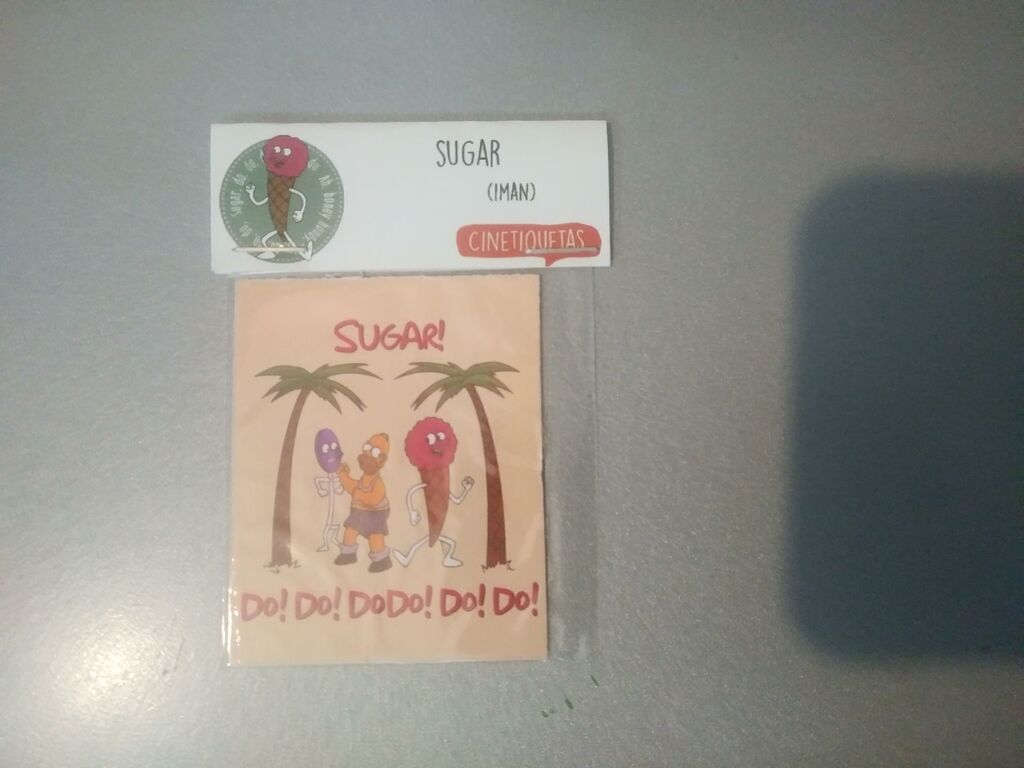 SUGAR
(IMAN)
CINETIQUETAS
SUGAR!
DO! DO! DODO! DO! DO!